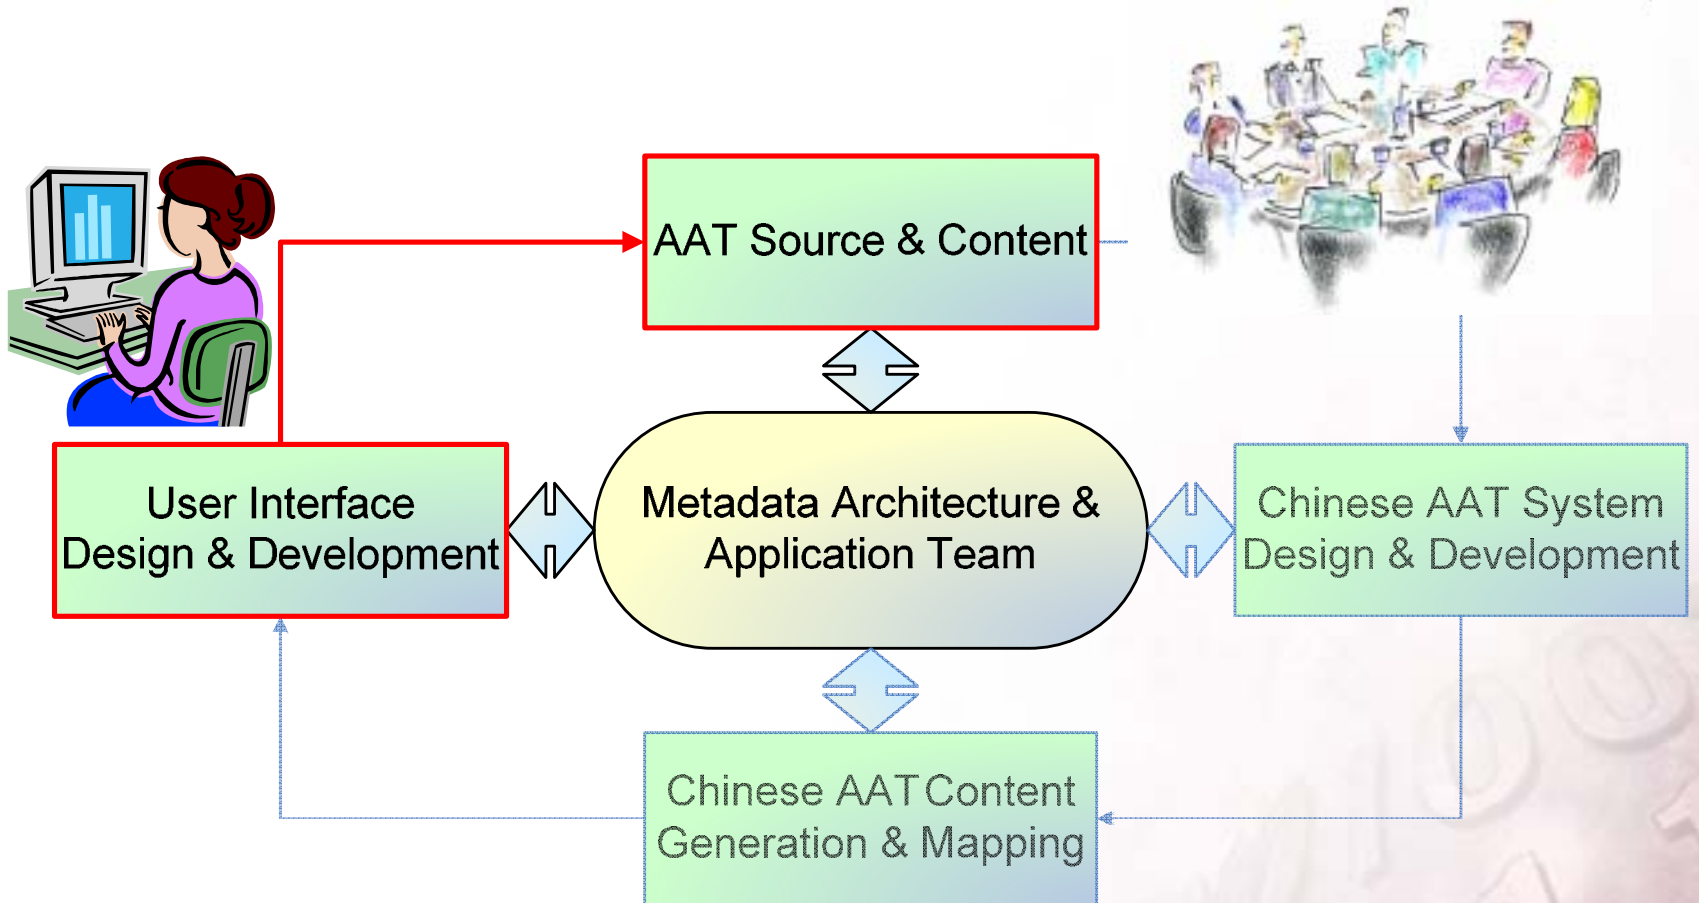 AAT Source & Content
User Interface
Design & Development
Metadata Architecture &
Application Team
Chinese AAT System
Design & Development
Chinese AAT Content
Generation & Mapping